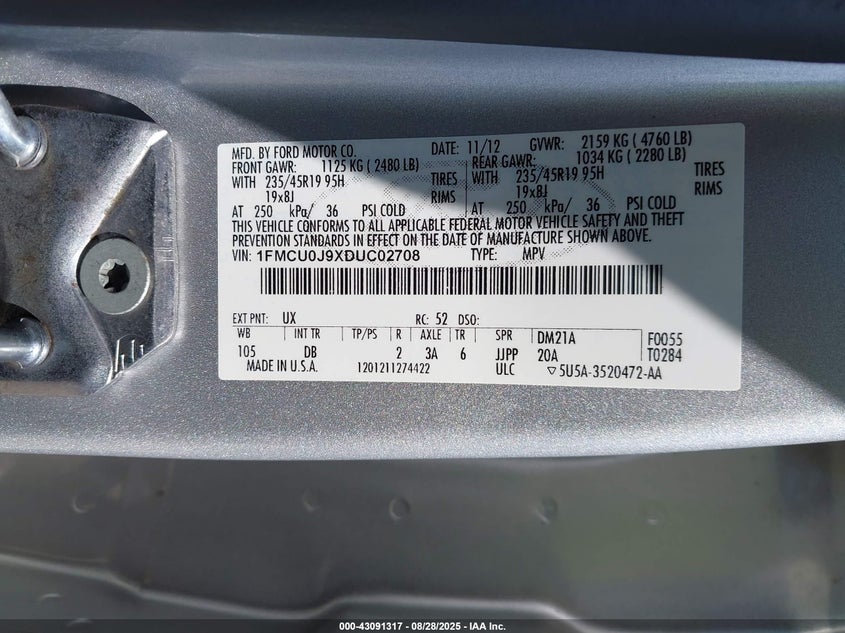 MFD. BY FORD MOTOR CO. DATE: 11/12 GVWR: 2159 KG ( 4760 LB)
FRONT GAWR: 1125 KG ( 2480 LB) REAR GAWR: 1034 KG ( 2280 LB)
WITH 235/45R19 95H TIRES WITH 235/45R19 95H TIRES
19x8J RIMS 19x8J RIMS
AT 250 kPa/ 36 PSI COLD AT 250 kPa/ 36 PSI COLD
THIS VEHICLE CONFORMS TO ALL APPLICABLE FEDERAL MOTOR VEHICLE SAFETY AND THEFT
PREVENTION STANDARDS IN EFFECT ON THE DATE OF MANUFACTURE SHOWN ABOVE.
VIN: 1FMCU0J9XDUC02708 TYPE: MPV
EXT PNT: UX RC: 52 DSO:
WB INT TR TP/PS R AXLE TR SPR DM21A F0055
105 DB 2 3A 6 JJPP 20A T0284
MADE IN U.S.A. 1201211274422 ULC ▽5U5A-3520472-AA
000-43091317 - 08/28/2025 - IAA Inc.